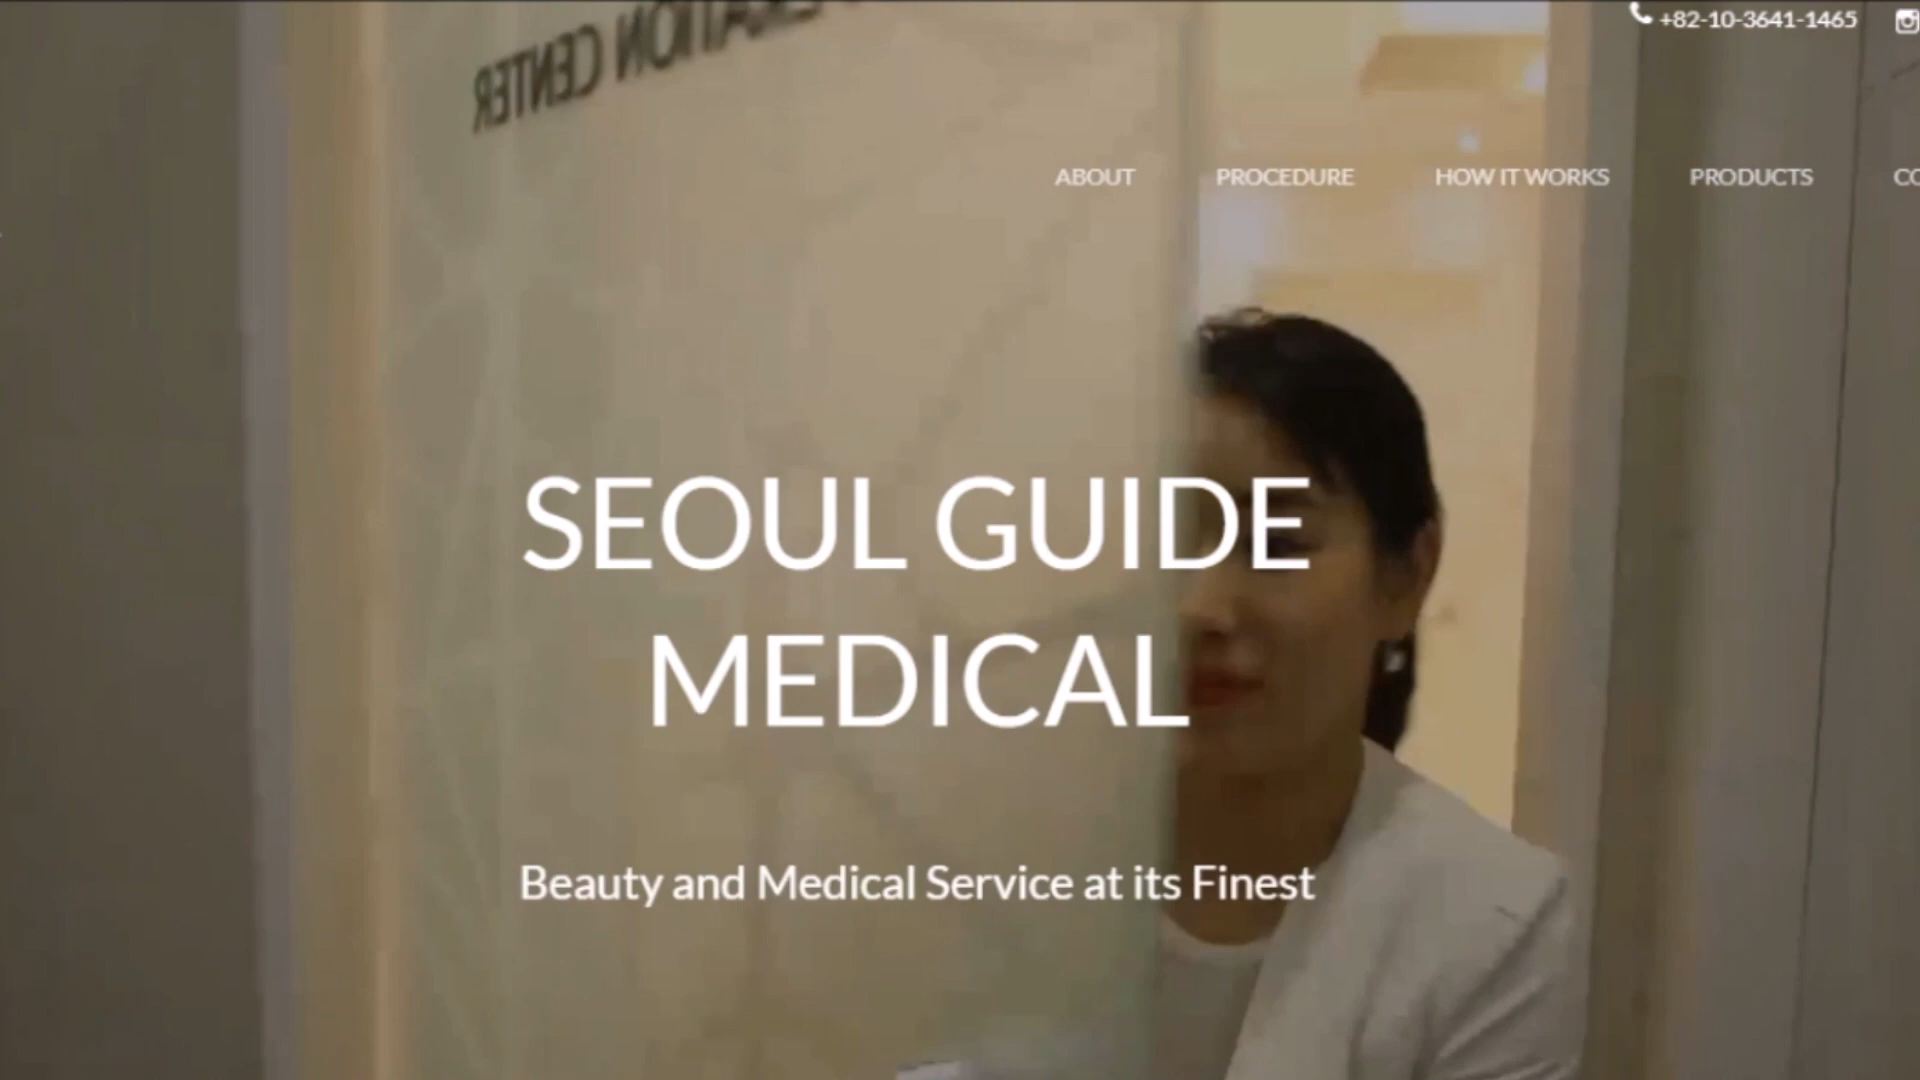 +82-10-3641-1465
CENTER
ABOUT PROCEDURE HOW IT WORKS PRODUCTS
SEOUL GUIDE
MEDICAL
Beauty and Medical Service at its Finest